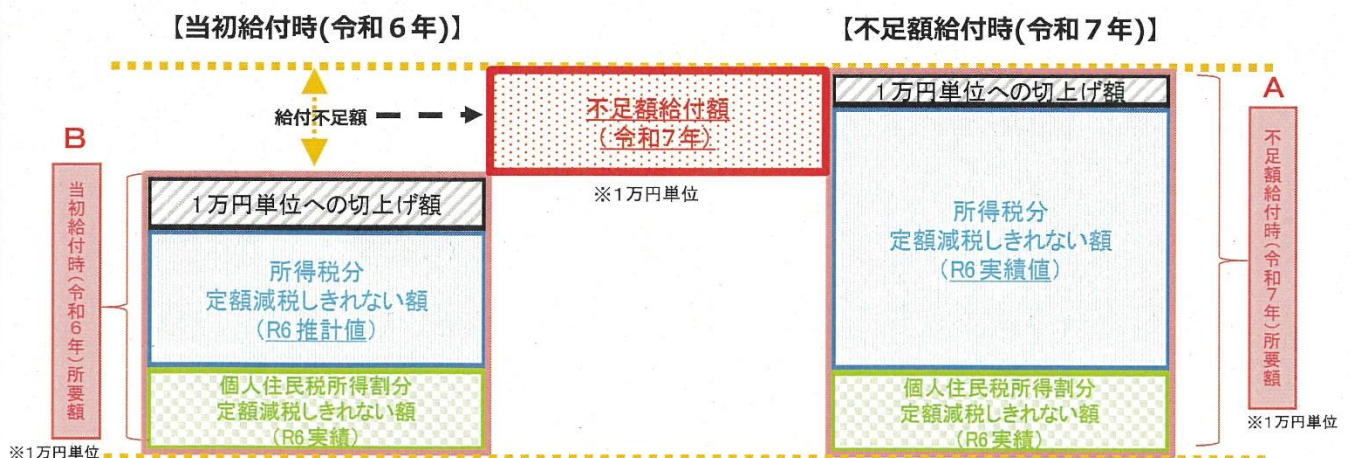 【当初給付時(令和６年)】
【不足額給付時(令和７年)】
給付不足額
不足額給付額
(令和7年)
※1万円単位
B
当初給付時(令和6年)所要額
※1万円単位
1万円単位への切上げ額
所得税分
定額減税しきれない額
(R6 推計値)
個人住民税所得割分
定額減税しきれない額
(R6実績)
1万円単位への切上げ額
所得税分
定額減税しきれない額
(R6 実績値)
個人住民税所得割分
定額減税しきれない額
(R6実績)
A
不足額給付時(令和7年)所要額
※1万円単位